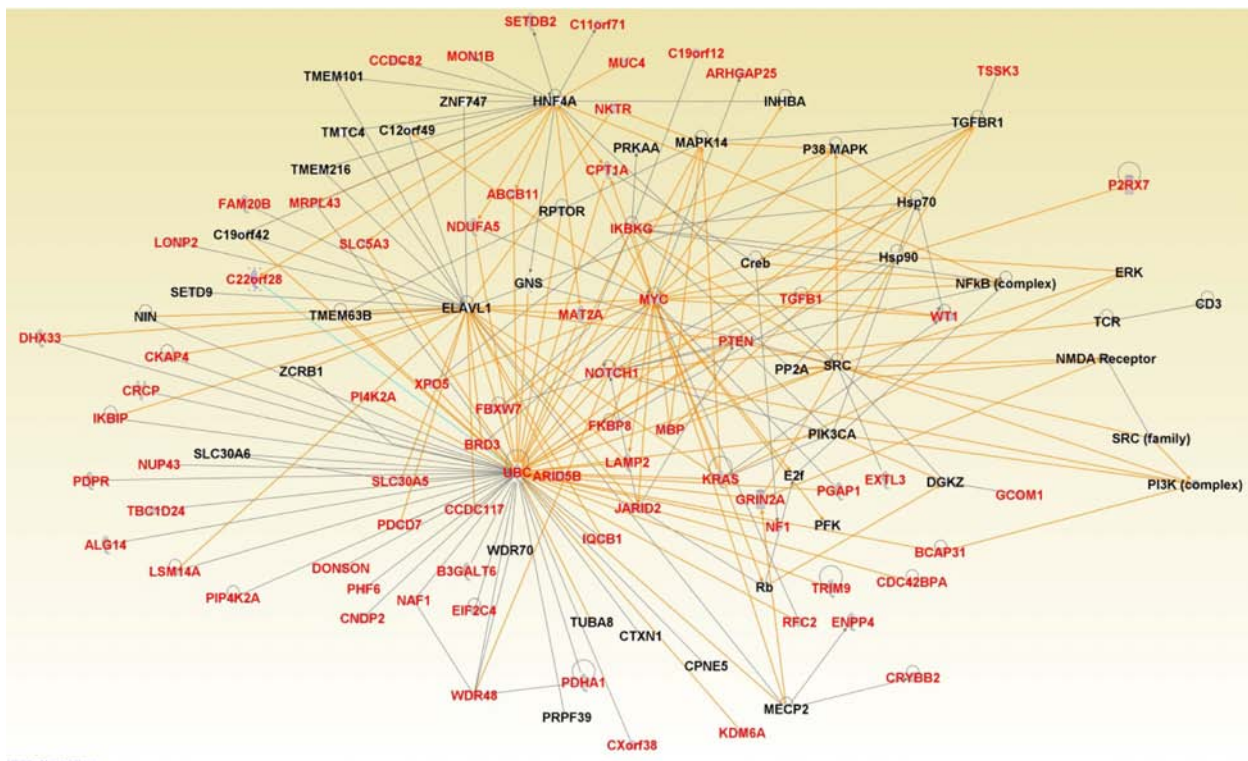 SETDB2
C11orf71
CCDC82
MON1B
MUC4
C19orf12
ARHGAP25
TSSK3
TMEM101
ZNF747
HNF4A
NKTR
INHBA
TGFBR1
TMTC4
C12orf49
PRKAA
MAPK14
P38 MAPK
TMEM216
CPT1A
P2RX7
FAM20B
MRPL43
ABCB11
RPTOR
Hsp70
C19orf42
SLC5A3
NDUFA5
IKBKG
LONP2
Hsp90
C22orf28
GNS
Creb
NFkB (complex)
ERK
SETD9
ELAVL1
MYC
TGFB1
CD3
NIN
TMEM63B
MAT2A
WT1
TCR
DHX33
CKAP4
PTEN
NMDA Receptor
ZCRB1
XPO5
NOTCH1
PP2A
SRC
CRCP
PI4K2A
FBXW7
IKBIP
FKBP8
MBP
PIK3CA
SRC (family)
SLC30A6
BRD3
NUP43
UBC
ARID5B
LAMP2
KRAS
E2f
EXTL3
DGKZ
PI3K (complex)
PDPR
SLC30A5
GRIN2A
PGAP1
GCOM1
TBC1D24
CCDC117
JARID2
PDCD7
NF1
PFK
ALG14
WDR70
IQCB1
BCAP31
LSM14A
DONSON
B3GALT6
Rb
TRIM9
CDC42BPA
PIP4K2A
PHF6
NAF1
EIF2C4
CNDP2
TUBA8
CTXN1
RFC2
ENPP4
CPNE5
CRYBB2
WDR48
PDHA1
MECP2
PRPF39
KDM6A
CXorf38